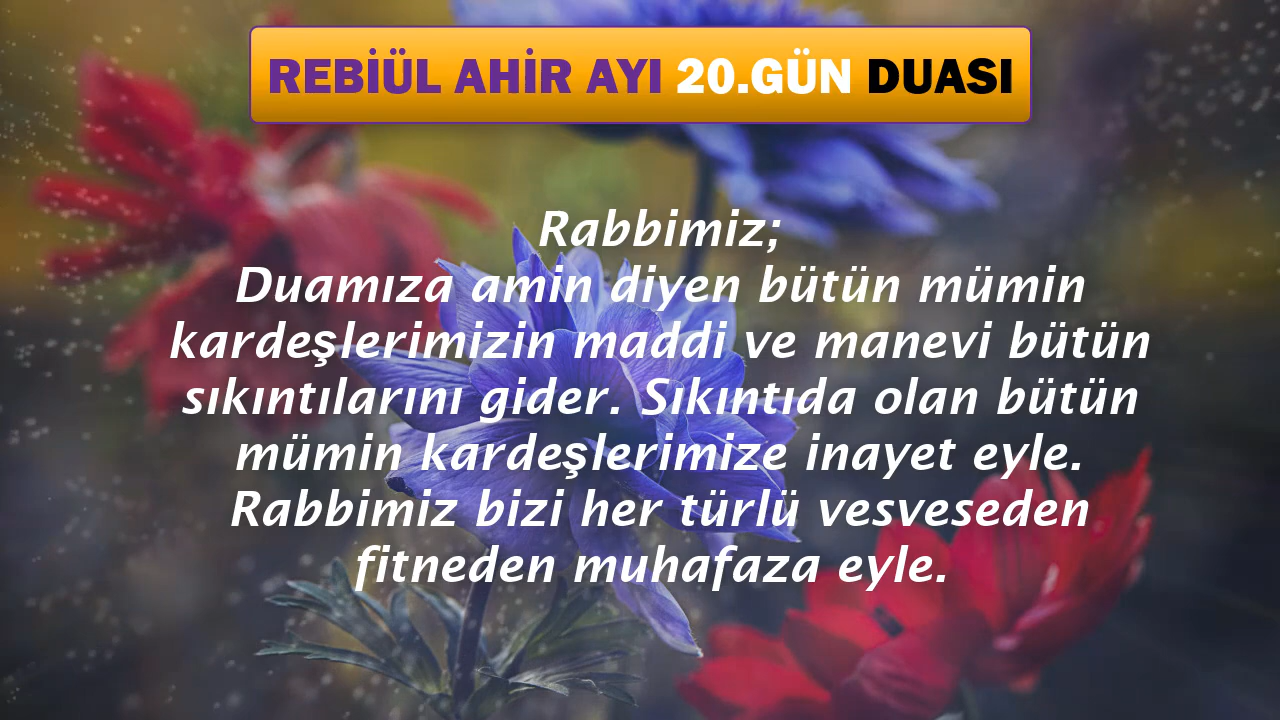 REBİÜL AHİR AYI 20.GÜN DUASI
Rabbimiz;
Duamıza amin diyen bütün mümin
kardeşlerimizin maddi ve manevi bütün
sıkıntılarını gider. Sıkıntıda olan bütün
mümin kardeşlerimize inayet eyle.
Rabbimiz bizi her türlü vesveseden
fitneden muhafaza eyle.